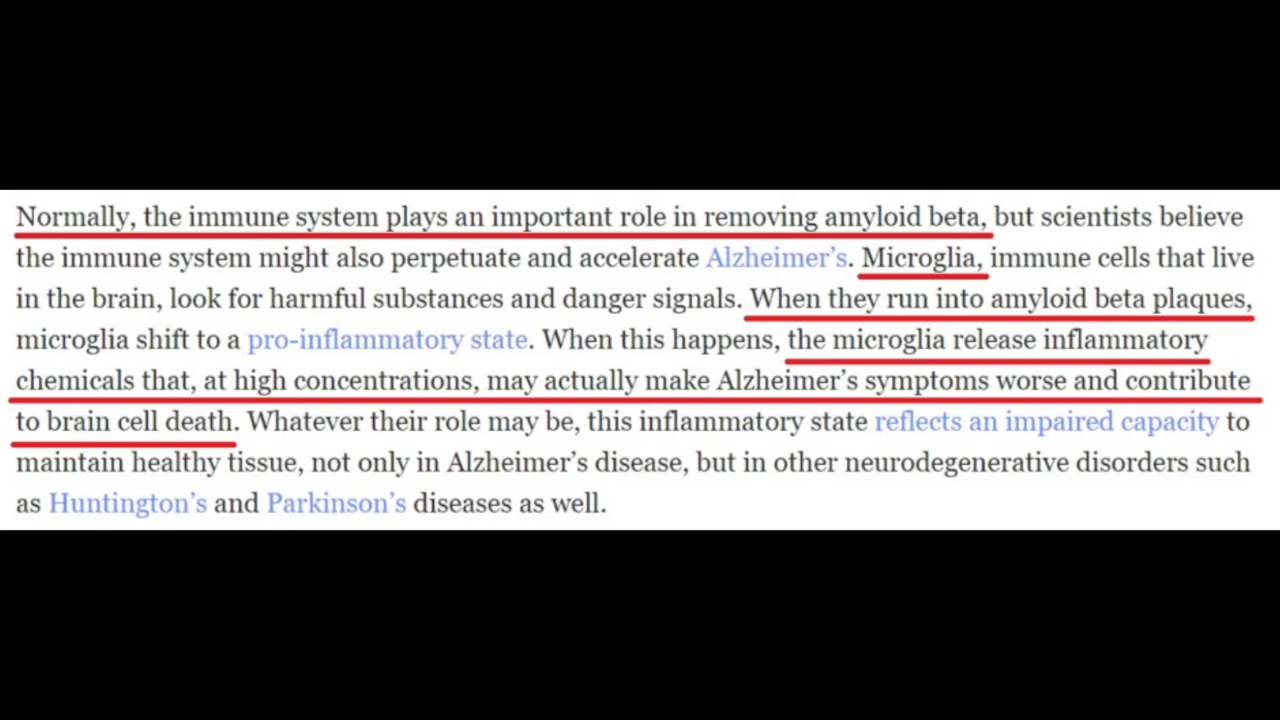 Normally, the immune system plays an important role in removing amyloid beta, but scientists believe
the immune system might also perpetuate and accelerate Alzheimer’s. Microglia, immune cells that live
in the brain, look for harmful substances and danger signals. When they run into amyloid beta plaques,
microglia shift to a pro-inflammatory state. When this happens, the microglia release inflammatory
chemicals that, at high concentrations, may actually make Alzheimer’s symptoms worse and contribute
to brain cell death. Whatever their role may be, this inflammatory state reflects an impaired capacity to
maintain healthy tissue, not only in Alzheimer’s disease, but in other neurodegenerative disorders such
as Huntington’s and Parkinson’s diseases as well.